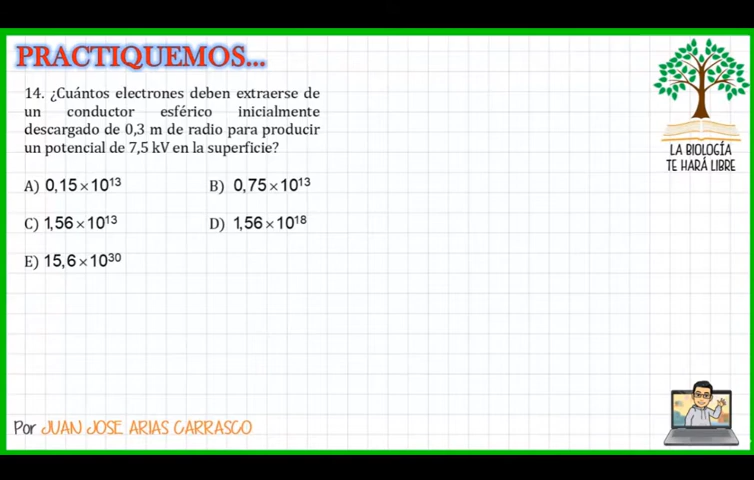 PRACTIQUEMOS...
14. ¿Cuántos electrones deben extraerse de
un conductor esférico inicialmente
descargado de 0,3 m de radio para producir
un potencial de 7,5 kV en la superficie?
A) 0,15×10¹³ B) 0,75×10¹³
C) 1,56×10¹³ D) 1,56×10¹⁸
E) 15,6×10³⁰
LA BIOLOGÍA
TE HARÁ LIBRE
Por JUAN JOSE ARIAS CARRASCO